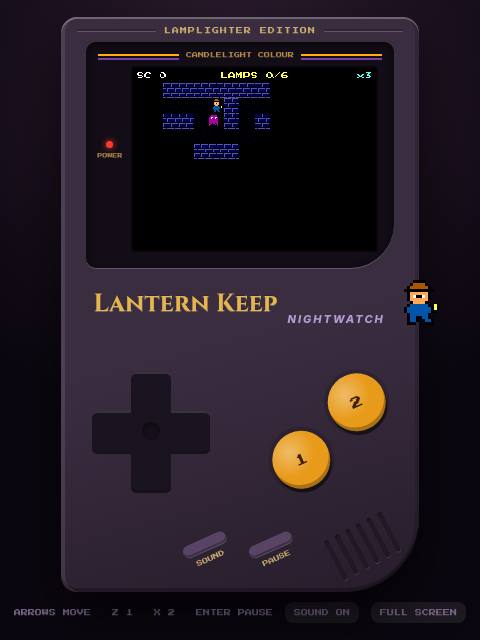 LAMPLIGHTER EDITION
CANDLELIGHT COLOUR
SC 0 LAMPS 0/6 x3
POWER
LANTERN KEEP
NIGHTWATCH
2
1
SOUND PAUSE
ARROWS MOVE Z 1 X 2 ENTER PAUSE SOUND ON FULL SCREEN